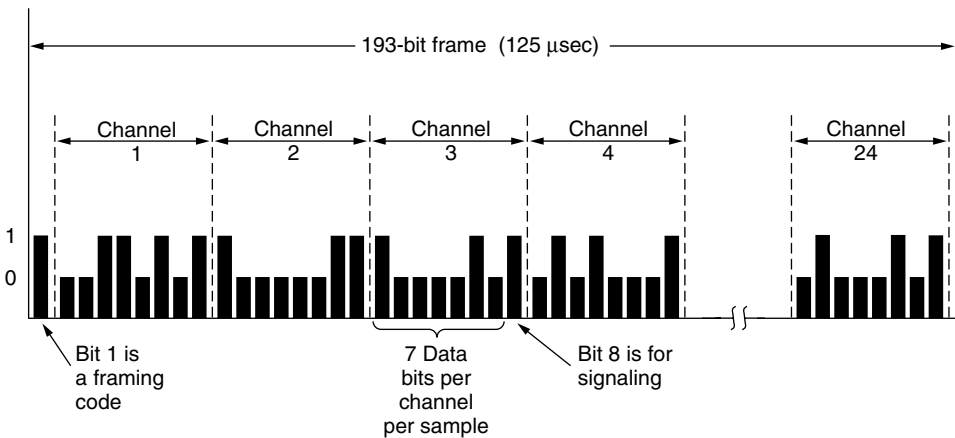 193-bit frame (125 μsec)
Channel
1
Channel
2
Channel
3
Channel
4
Channel
24
1
0
Bit 1 is
a framing
code
7 Data
bits per
channel
per sample
Bit 8 is for
signaling